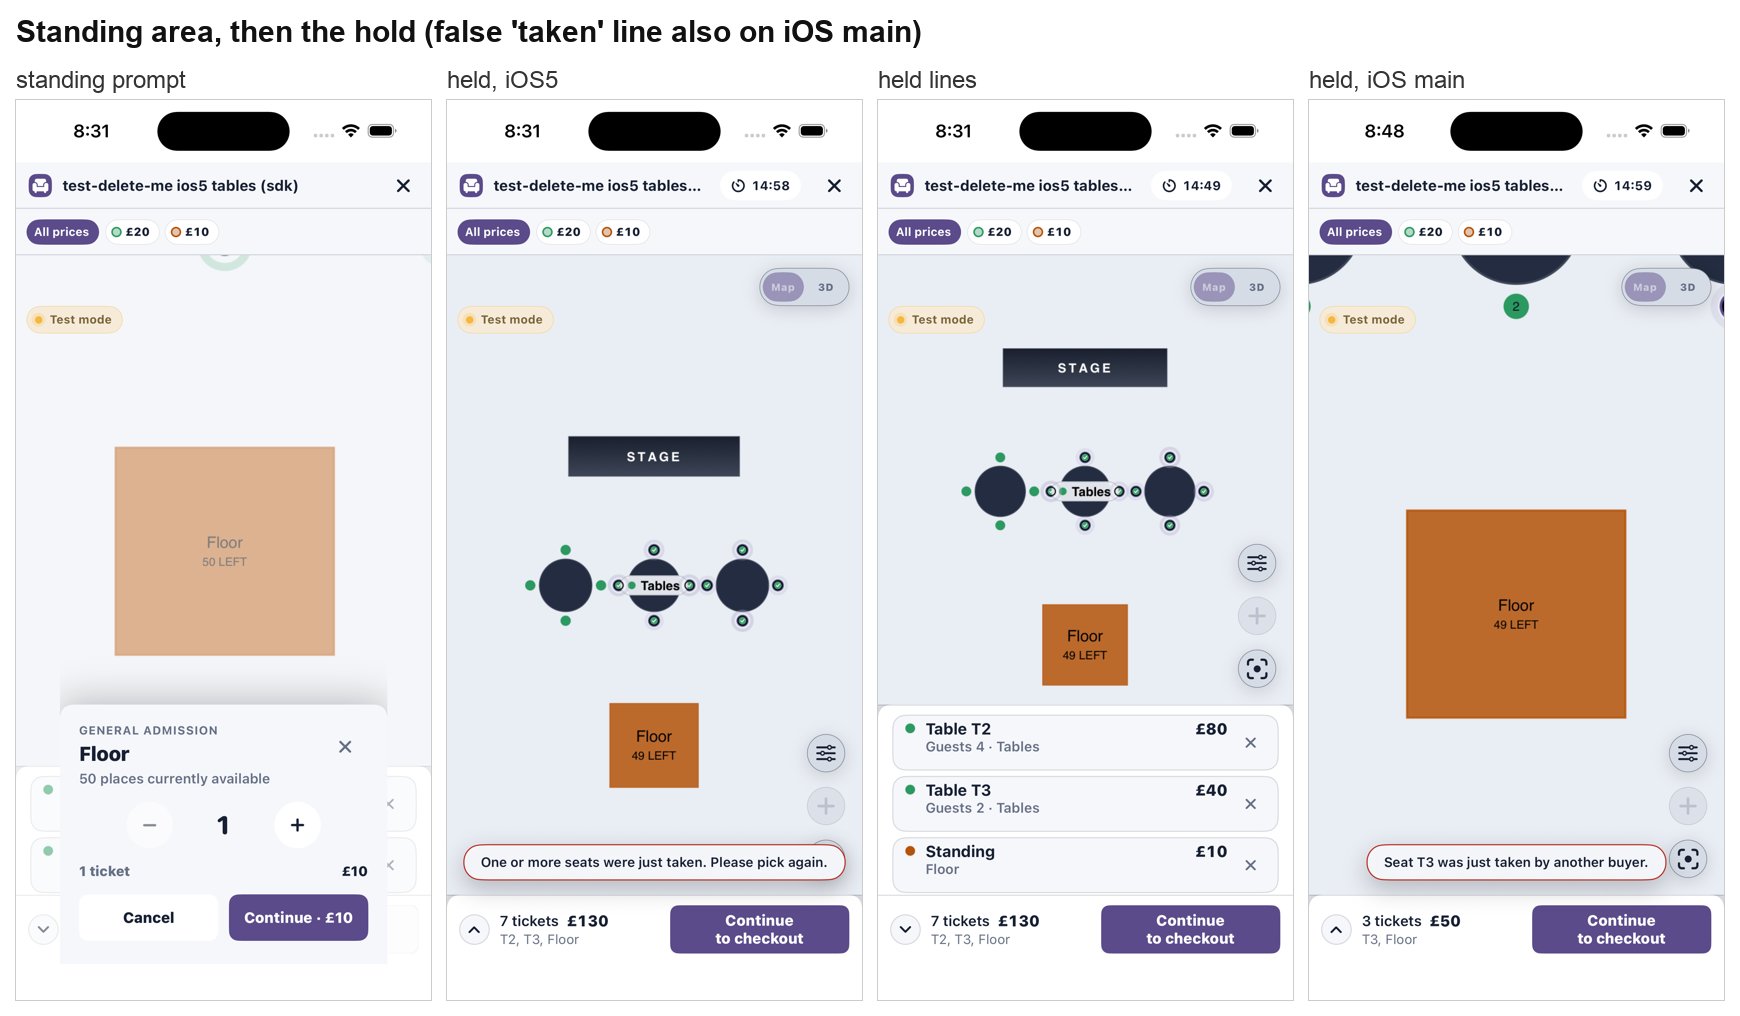 Standing area, then the hold (false 'taken' line also on iOS main)
standing prompt
8:31
test-delete-me ios5 tables (sdk)
All prices
£20
£10
Test mode
Floor
50 LEFT
GENERAL ADMISSION
Floor
50 places currently available
1
1 ticket
£10
Cancel
Continue · £10
held, iOS5
8:31
test-delete-me ios5 tables...
14:58
All prices
£20
£10
Map
3D
Test mode
STAGE
Tables
Floor
49 LEFT
One or more seats were just taken. Please pick again.
7 tickets £130
T2, T3, Floor
Continue
to checkout
held lines
8:31
test-delete-me ios5 tables...
14:49
All prices
£20
£10
Map
3D
Test mode
STAGE
Tables
Floor
49 LEFT
Table T2
£80
Guests 4 · Tables
Table T3
£40
Guests 2 · Tables
Standing
£10
Floor
7 tickets £130
T2, T3, Floor
Continue
to checkout
held, iOS main
8:48
test-delete-me ios5 tables...
14:59
All prices
£20
£10
Map
3D
2
Test mode
Floor
49 LEFT
Seat T3 was just taken by another buyer.
3 tickets £50
T3, Floor
Continue
to checkout